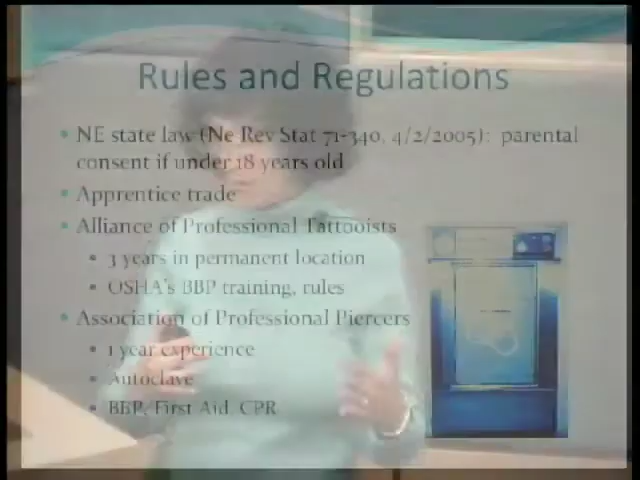 Rules and Regulations
• NE state law (Ne Rev Stat 71-340, 4/2/2005): parental
consent if under 18 years old
• Apprentice trade
• Alliance of Professional Tattooists
• 3 years in permanent location
• OSHA's BBP training, rules
• Association of Professional Piercers
• 1 year experience
• Autoclave
• BBP, First Aid, CPR